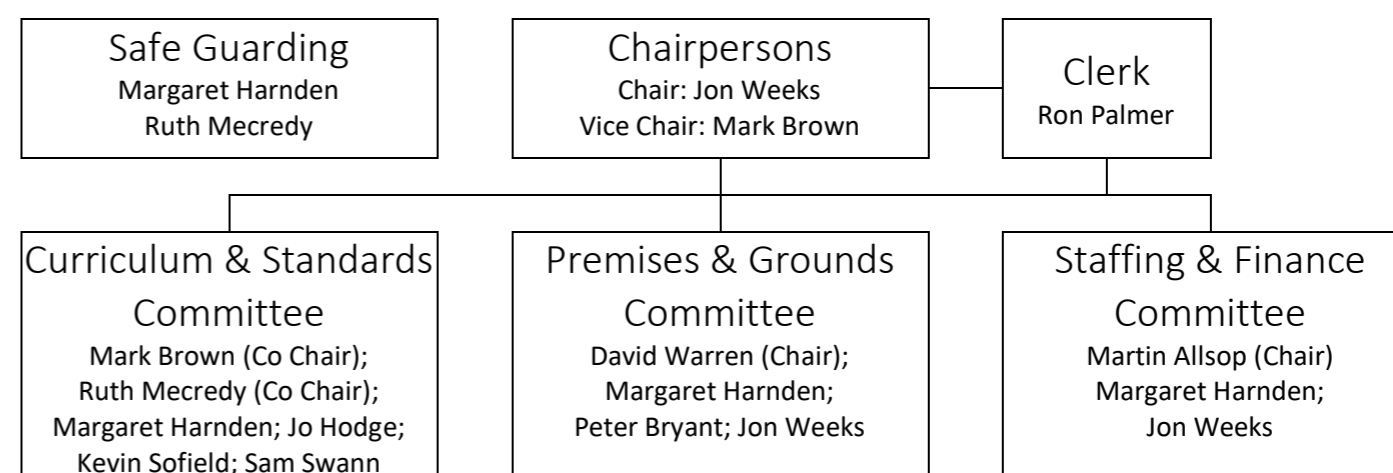 Safe Guarding
Margaret Harnden
Ruth Mecredy
Chairpersons
Chair: Jon Weeks
Vice Chair: Mark Brown
Clerk
Ron Palmer
Curriculum & Standards
Committee
Mark Brown (Co Chair);
Ruth Mecredy (Co Chair);
Margaret Harnden; Jo Hodge;
Kevin Sofield; Sam Swann
Premises & Grounds
Committee
David Warren (Chair);
Margaret Harnden;
Peter Bryant; Jon Weeks
Staffing & Finance
Committee
Martin Allsop (Chair)
Margaret Harnden;
Jon Weeks